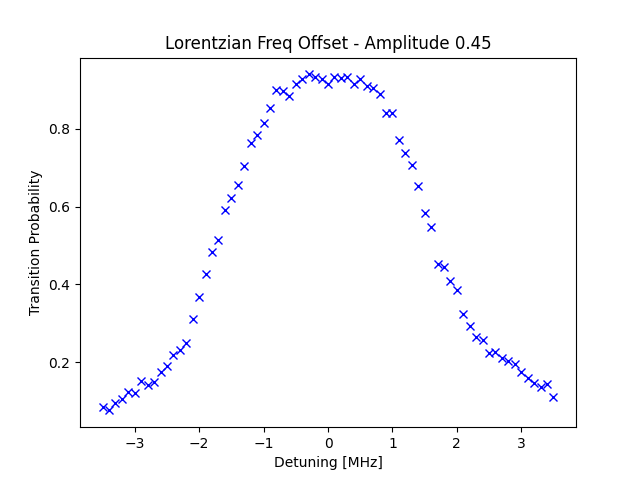 Lorentzian Freq Offset - Amplitude 0.45
Transition Probability
0.8
0.6
0.4
0.2
−3 −2 −1 0 1 2 3
Detuning [MHz]